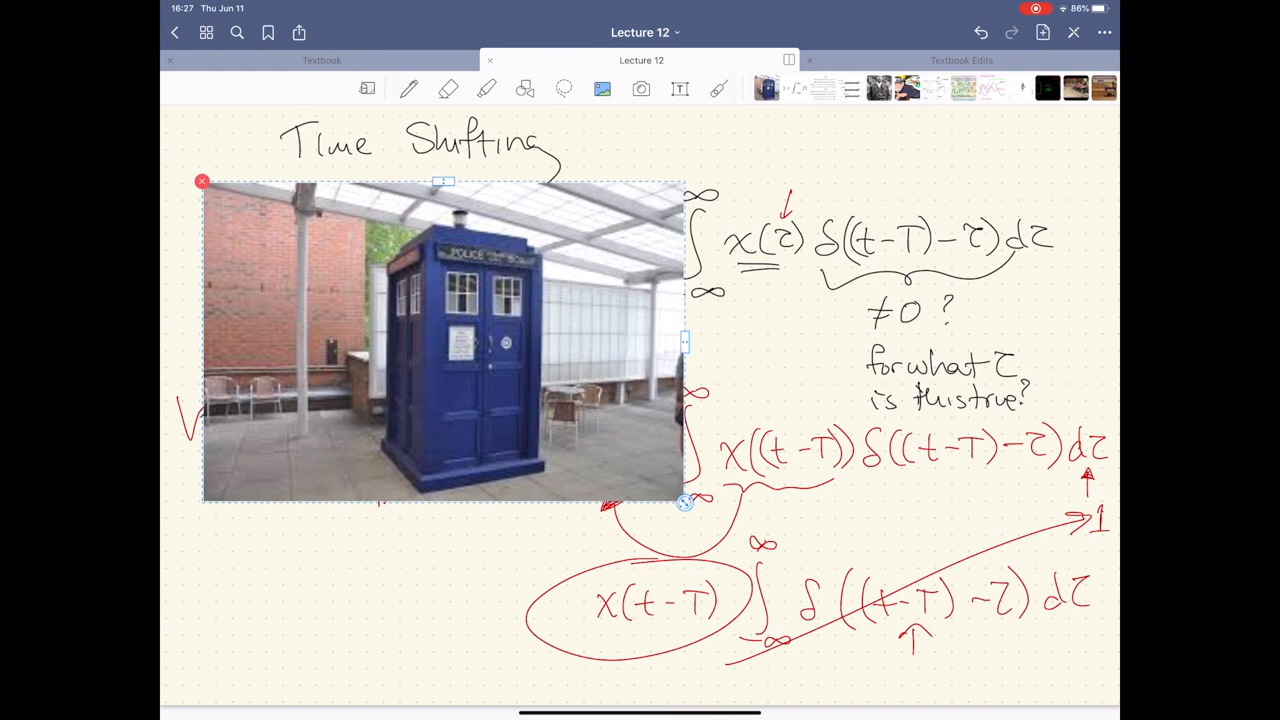 16:27 Thu Jun 11
86%
Lecture 12
Textbook
Lecture 12
Textbook Edits
Time Shifting
POLICE BOX
∞
∫ x(τ) δ((t-T)-τ)dτ
-∞
≠0 ?
for what τ
is this true?
∞
∫ x((t-T)) δ((t-T)-τ)dτ
∞
1
∞
x(t-T) ∫ δ((t-T)-τ)dτ
-∞